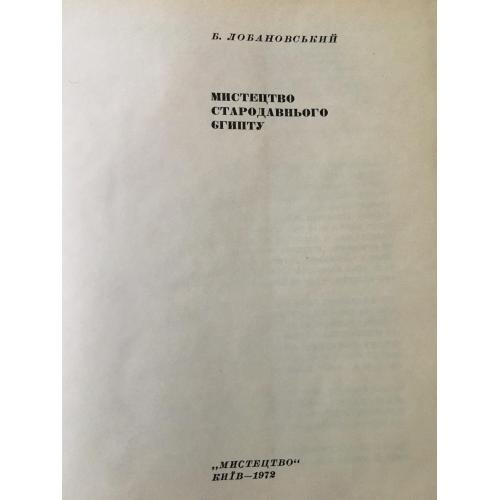 Б. ЛОБАНОВСЬКИЙ
МИСТЕЦТВО
СТАРОДАВНЬОГО
ЄГИПТУ
„МИСТЕЦТВО“
КИЇВ—1972